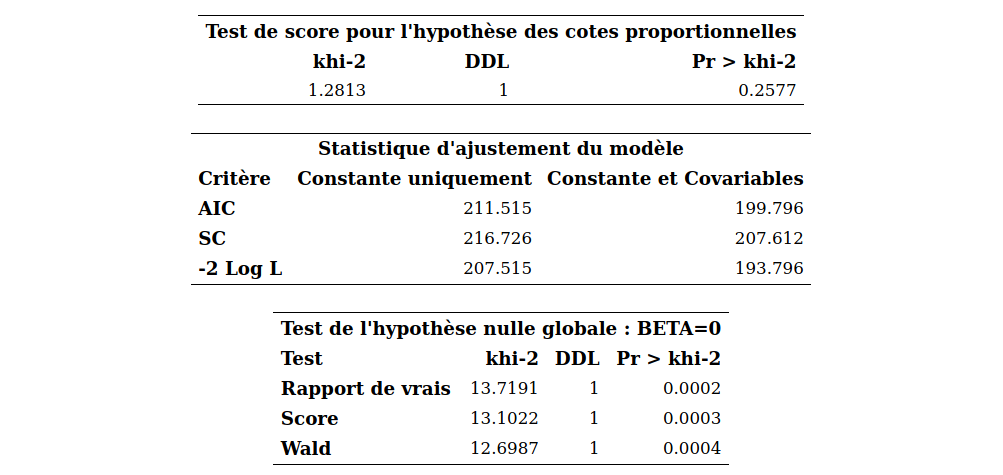 Test de score pour l'hypothèse des cotes proportionnelles
khi-2 DDL Pr > khi-2
1.2813 1 0.2577
Statistique d'ajustement du modèle
Critère Constante uniquement Constante et Covariables
AIC 211.515 199.796
SC 216.726 207.612
-2 Log L 207.515 193.796
Test de l'hypothèse nulle globale : BETA=0
Test khi-2 DDL Pr > khi-2
Rapport de vrais 13.7191 1 0.0002
Score 13.1022 1 0.0003
Wald 12.6987 1 0.0004